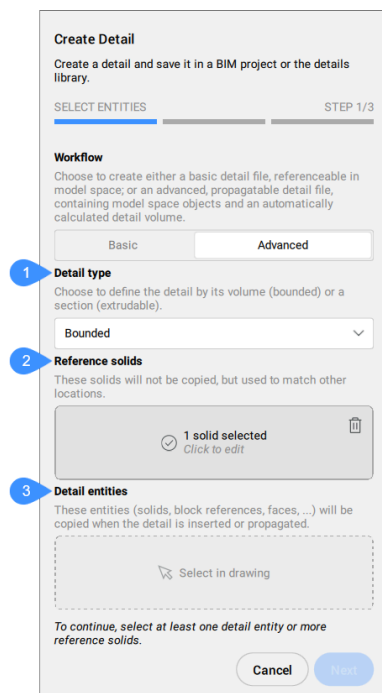 Create Detail
Create a detail and save it in a BIM project or the details
library.
SELECT ENTITIES STEP 1/3
Workflow
Choose to create either a basic detail file, referenceable in
model space; or an advanced, propagatable detail file,
containing model space objects and an automatically
calculated detail volume.
Basic Advanced
1 Detail type
Choose to define the detail by its volume (bounded) or a
section (extrudable).
Bounded
2 Reference solids
These solids will not be copied, but used to match other
locations.
1 solid selected
Click to edit
3 Detail entities
These entities (solids, block references, faces, ...) will be
copied when the detail is inserted or propagated.
Select in drawing
To continue, select at least one detail entity or more
reference solids.
Cancel Next